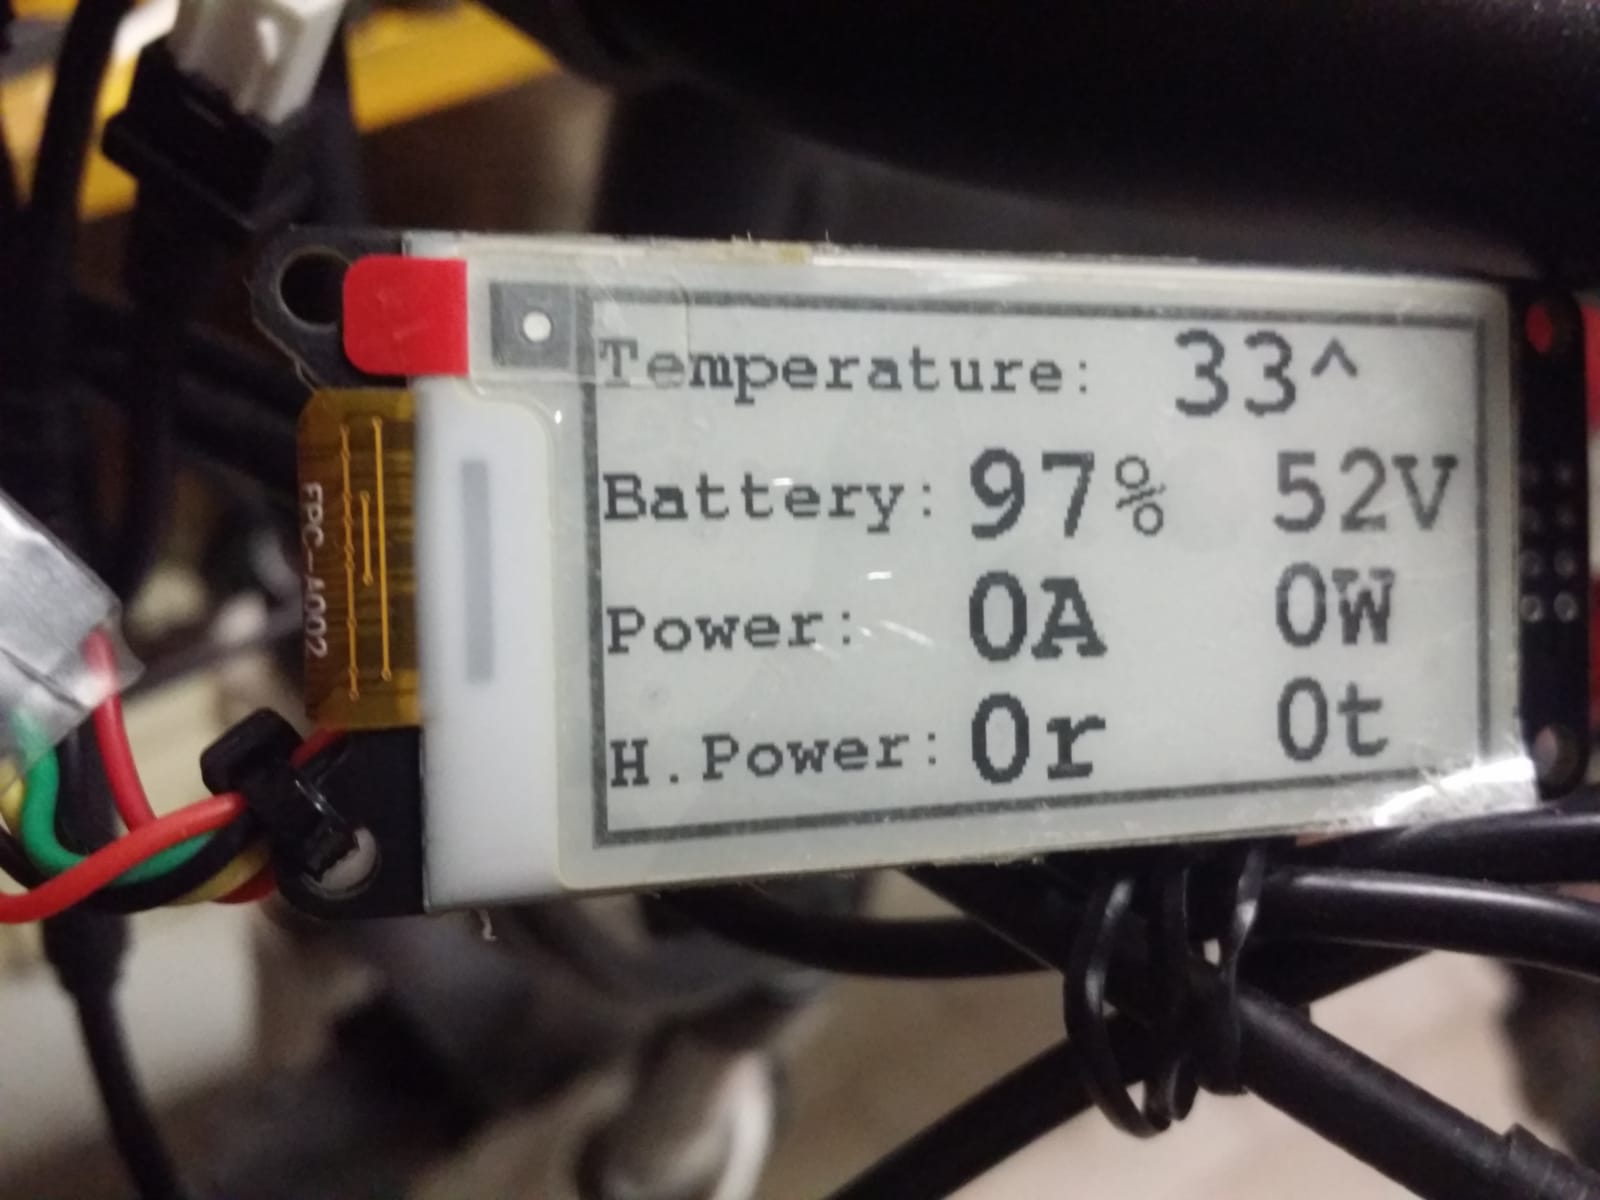 Temperature: 33^
Battery: 97% 52V
Power: 0A 0W
H.Power: 0r 0t
FPC-A002